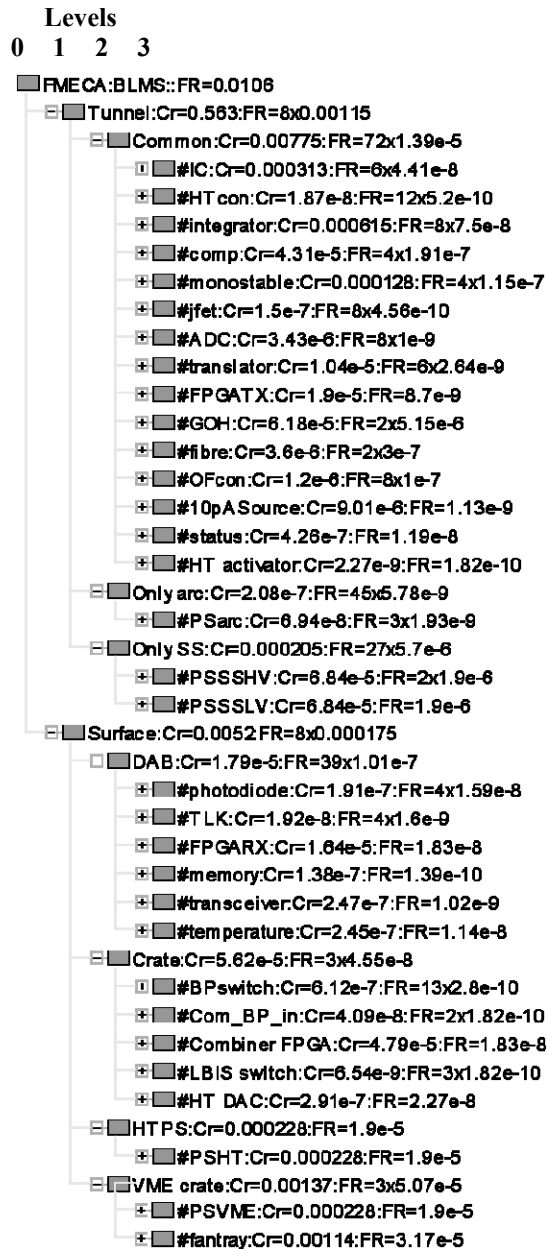 Levels
0 1 2 3
FMECA:BLMS::FR=0.0106
Tunnel:Cr=0.563:FR=8x0.00115
Common:Cr=0.00775:FR=72x1.39e-5
#IC:Cr=0.000313:FR=6x4.41e-8
#HTcon:Cr=1.87e-8:FR=12x5.2e-10
#integrator:Cr=0.000615:FR=8x7.5e-8
#comp:Cr=4.31e-5:FR=4x1.91e-7
#monostable:Cr=0.000128:FR=4x1.15e-7
#jfet:Cr=1.5e-7:FR=8x4.56e-10
#ADC:Cr=3.43e-6:FR=8x1e-9
#translator:Cr=1.04e-5:FR=6x2.64e-9
#FPGATX:Cr=1.9e-5:FR=8.7e-9
#GOH:Cr=6.18e-5:FR=2x5.15e-6
#fibre:Cr=3.6e-6:FR=2x3e-7
#OFcon:Cr=1.2e-6:FR=8x1e-7
#10pASource:Cr=9.01e-6:FR=1.13e-9
#status:Cr=4.26e-7:FR=1.19e-8
#HT activator:Cr=2.27e-9:FR=1.82e-10
Only arc:Cr=2.08e-7:FR=45x5.78e-9
#PSarc:Cr=6.94e-8:FR=3x1.93e-9
Only SS:Cr=0.000205:FR=27x5.7e-6
#PSSSHV:Cr=6.84e-5:FR=2x1.9e-6
#PSSSLV:Cr=6.84e-5:FR=1.9e-6
Surface:Cr=0.0052:FR=8x0.000175
DAB:Cr=1.79e-5:FR=39x1.01e-7
#photodiode:Cr=1.91e-7:FR=4x1.59e-8
#TLK:Cr=1.92e-8:FR=4x1.6e-9
#FPGARX:Cr=1.64e-5:FR=1.83e-8
#memory:Cr=1.38e-7:FR=1.39e-10
#transceiver:Cr=2.47e-7:FR=1.02e-9
#temperature:Cr=2.45e-7:FR=1.14e-8
Crate:Cr=5.62e-5:FR=3x4.55e-8
#BPswitch:Cr=6.12e-7:FR=13x2.8e-10
#Com_BP_in:Cr=4.09e-8:FR=2x1.82e-10
#Combiner FPGA:Cr=4.79e-5:FR=1.83e-8
#LBIS switch:Cr=6.54e-9:FR=3x1.82e-10
#HT DAC:Cr=2.91e-7:FR=2.27e-8
HTPS:Cr=0.000228:FR=1.9e-5
#PSHT:Cr=0.000228:FR=1.9e-5
VME crate:Cr=0.00137:FR=3x5.07e-5
#PSVME:Cr=0.000228:FR=1.9e-5
#fantray:Cr=0.00114:FR=3.17e-5